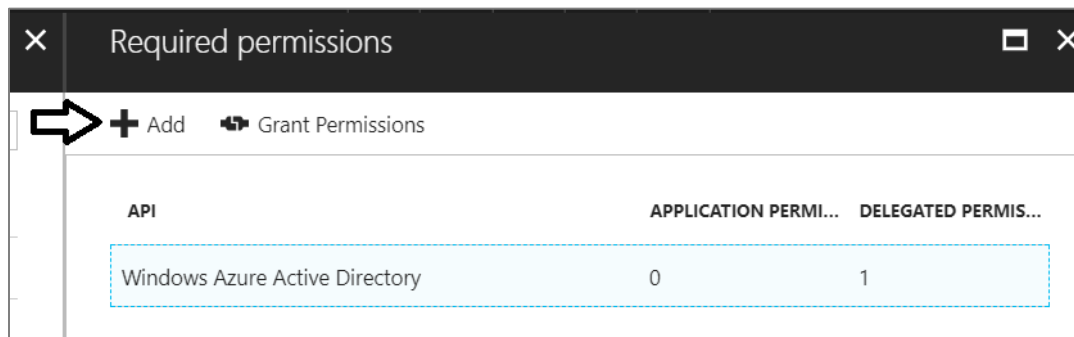 Required permissions
Add Grant Permissions
API APPLICATION PERMI... DELEGATED PERMIS...
Windows Azure Active Directory 0 1